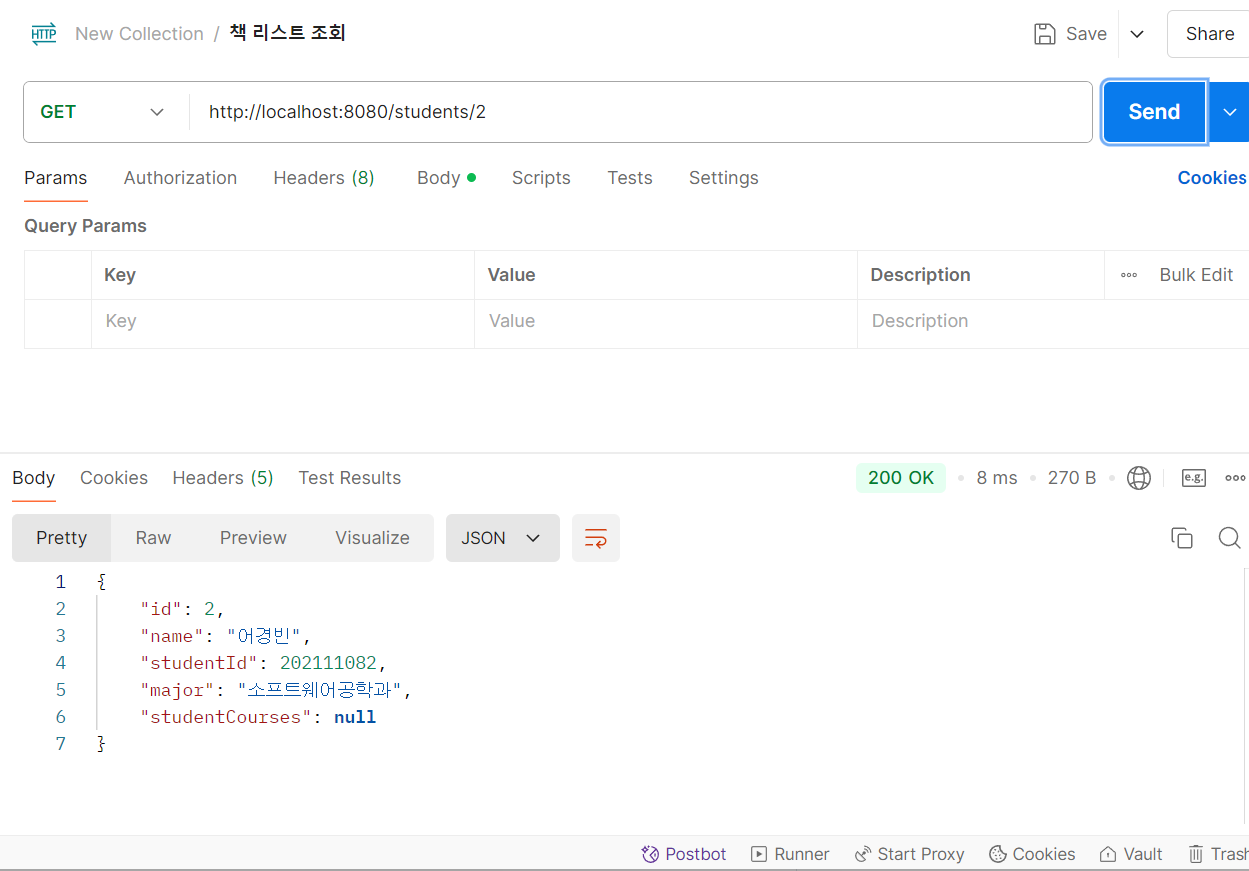 HTTP New Collection / 책 리스트 조회 Save Share
GET http://localhost:8080/students/2 Send
Params Authorization Headers (8) Body Scripts Tests Settings Cookies
Query Params
Key Value Description Bulk Edit
Key Value Description
Body Cookies Headers (5) Test Results 200 OK 8 ms 270 B e.g.
Pretty Raw Preview Visualize JSON
1 {
2 "id": 2,
3 "name": "어경빈",
4 "studentId": 202111082,
5 "major": "소프트웨어공학과",
6 "studentCourses": null
7 }
Postbot Runner Start Proxy Cookies Vault Trash